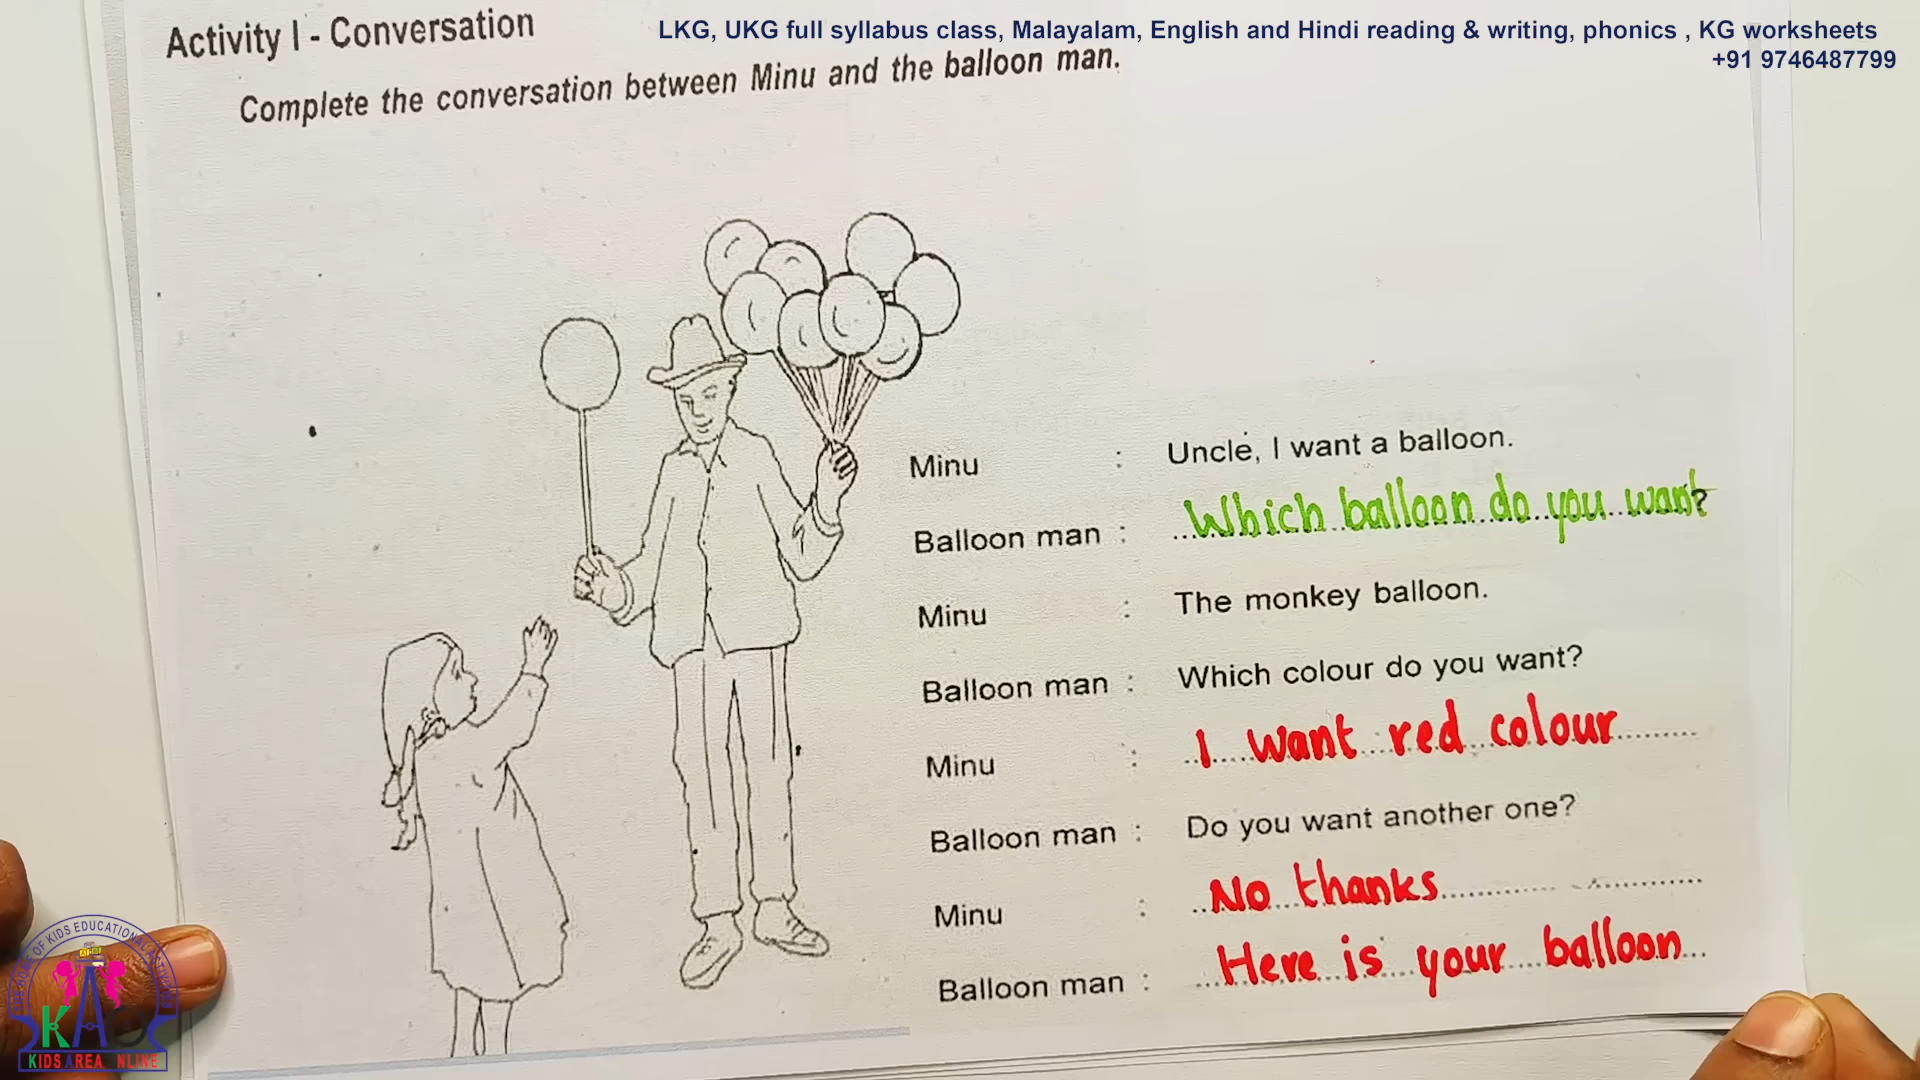 Activity I - Conversation
LKG, UKG full syllabus class, Malayalam, English and Hindi reading & writing, phonics , KG worksheets
+91 9746487799
Complete the conversation between Minu and the balloon man.
Minu : Uncle, I want a balloon.
Balloon man : Which balloon do you want?
Minu : The monkey balloon.
Balloon man : Which colour do you want?
Minu : I want red colour
Balloon man : Do you want another one?
Minu : No thanks
Balloon man : Here is your balloon
KIDS AREA ONLINE